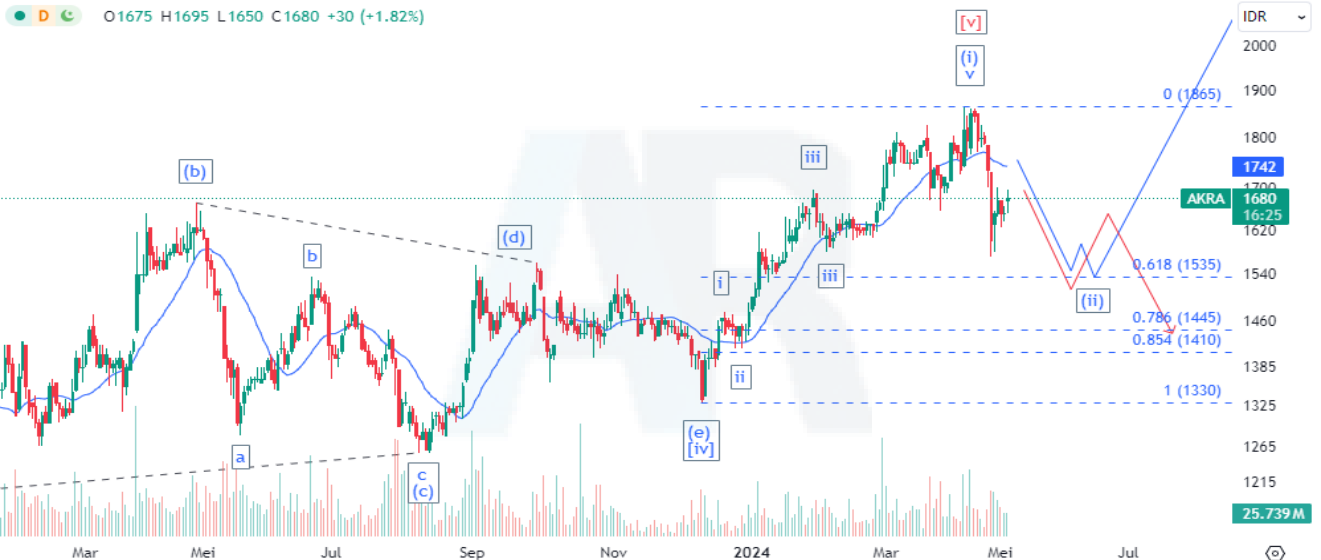 D O1675 H1695 L1650 C1680 +30 (+1.82%)
IDR
[v]
(i)
v
2000
1900
0 (1865)
1800
iii
(b)
1742
1700
AKRA 1680
16:25
1620
(d)
b
i
iii
0.618 (1535)
1540
(ii)
0.786 (1445)
1460
0.854 (1410)
ii
1385
1 (1330)
1325
(e)
[iv]
a
1265
c
(c)
1215
25.739M
Mar Mei Jul Sep Nov 2024 Mar Mei Jul
AR